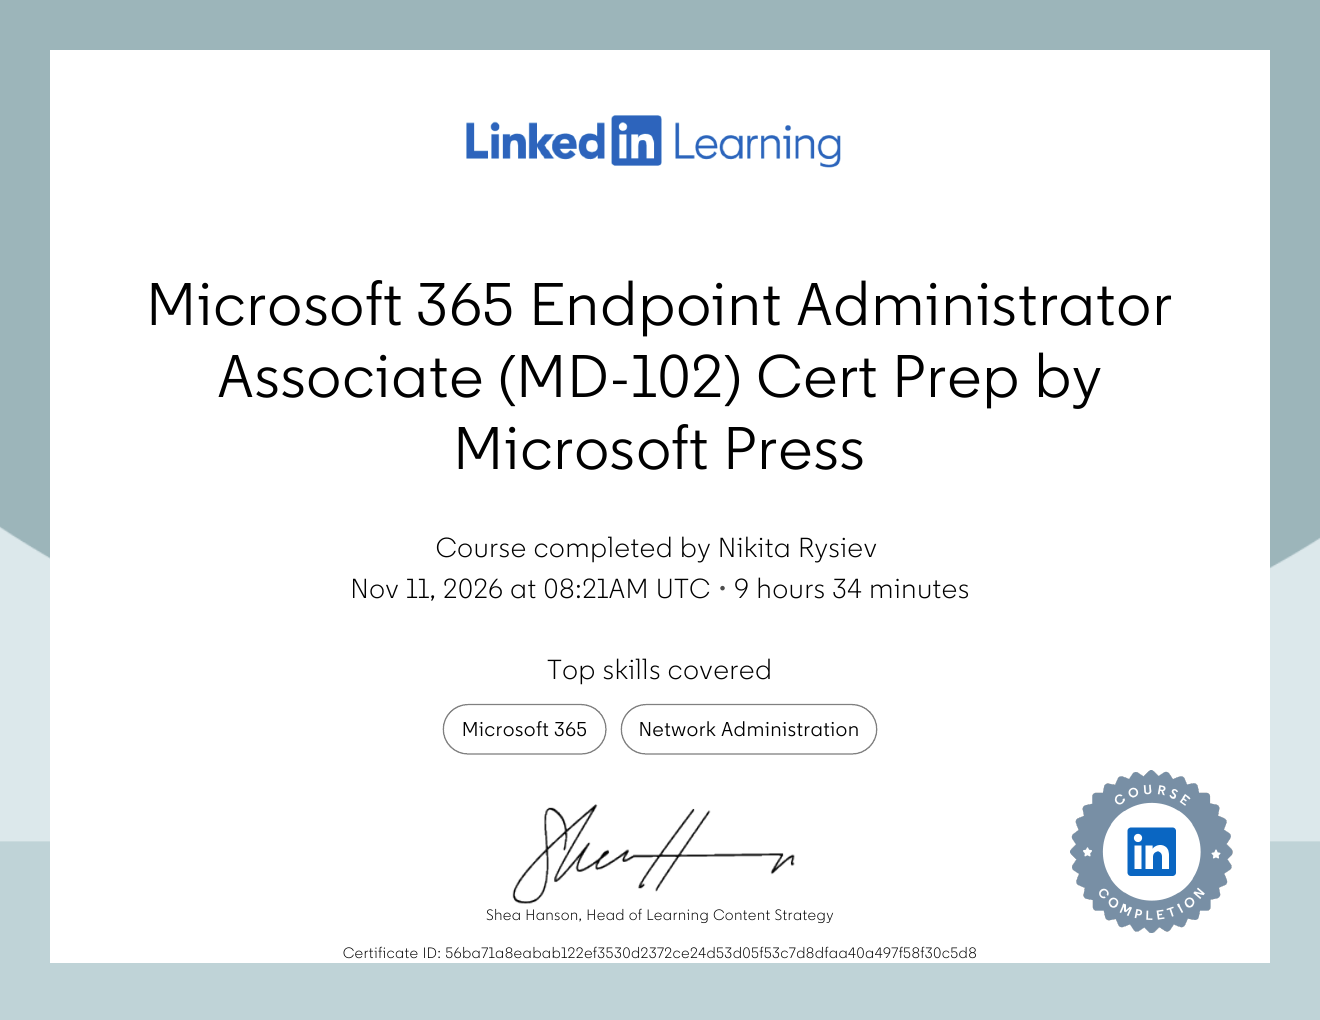 LinkedIn Learning
Microsoft 365 Endpoint Administrator
Associate (MD-102) Cert Prep by
Microsoft Press
Course completed by Nikita Rysiev
Nov 11, 2026 at 08:21AM UTC • 9 hours 34 minutes
Top skills covered
Microsoft 365
Network Administration
Shea H
Shea Hanson, Head of Learning Content Strategy
COURSE
in
COMPLETION
Certificate ID: 56ba71a8eabab122ef3530d2372ce24d53d05f53c7d8dfaa40a497f58f30c5d8